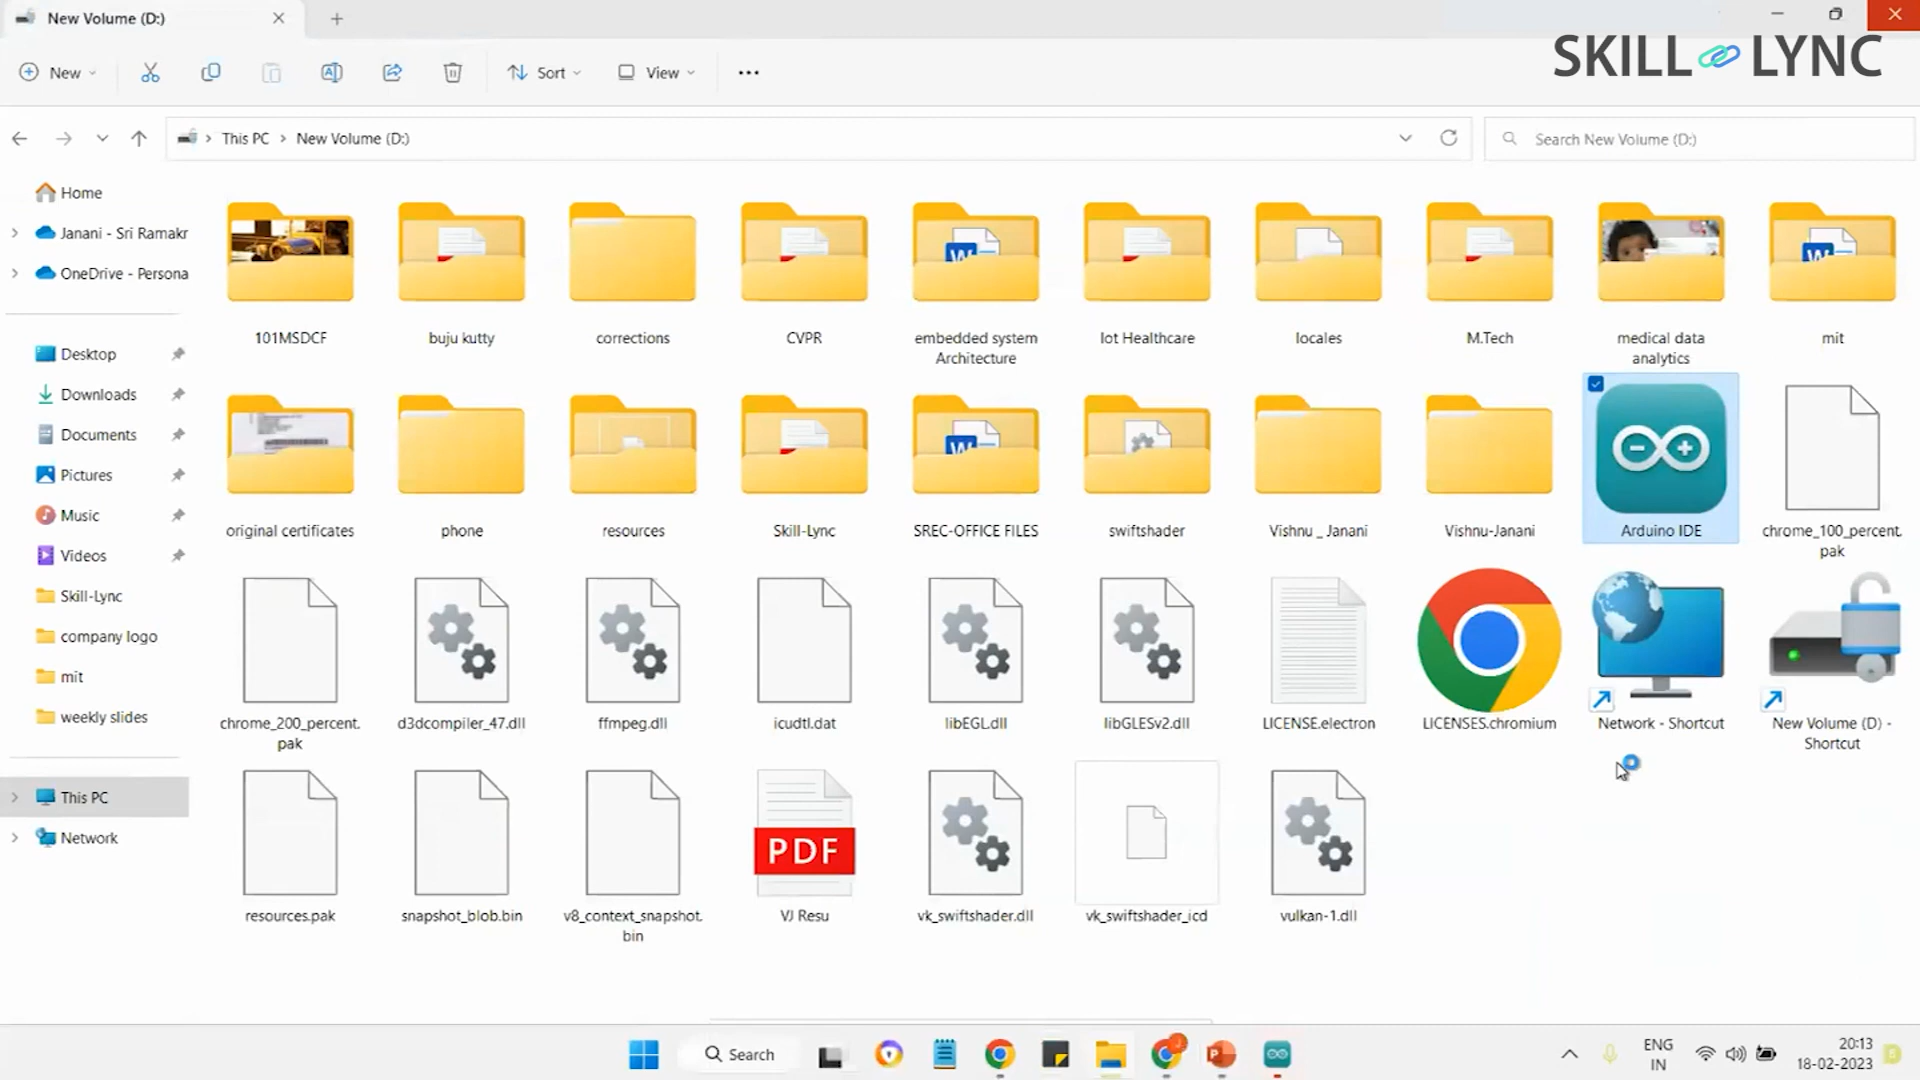 New Volume (D:)
SKILL LYNC
New
Sort
View
This PC
New Volume (D:)
Search New Volume (D:)
Home
Janani - Sri Ramakr
OneDrive - Persona
Desktop
Downloads
Documents
Pictures
Music
Videos
Skill-Lync
company logo
mit
weekly slides
This PC
Network
101MSDCF
buju kutty
corrections
CVPR
embedded system
Architecture
Iot Healthcare
locales
M.Tech
medical data
analytics
mit
original certificates
phone
resources
Skill-Lync
SREC-OFFICE FILES
swiftshader
Vishnu _ Janani
Vishnu-Janani
Arduino IDE
chrome_100_percent.
pak
chrome_200_percent.
pak
d3dcompiler_47.dll
ffmpeg.dll
icudtl.dat
libEGL.dll
libGLESv2.dll
LICENSE.electron
LICENSES.chromium
Network - Shortcut
New Volume (D) -
Shortcut
resources.pak
snapshot_blob.bin
v8_context_snapshot.
bin
PDF
VJ Resu
vk_swiftshader.dll
vk_swiftshader_icd
vulkan-1.dll
Search
ENG
IN
20:13
18-02-2023